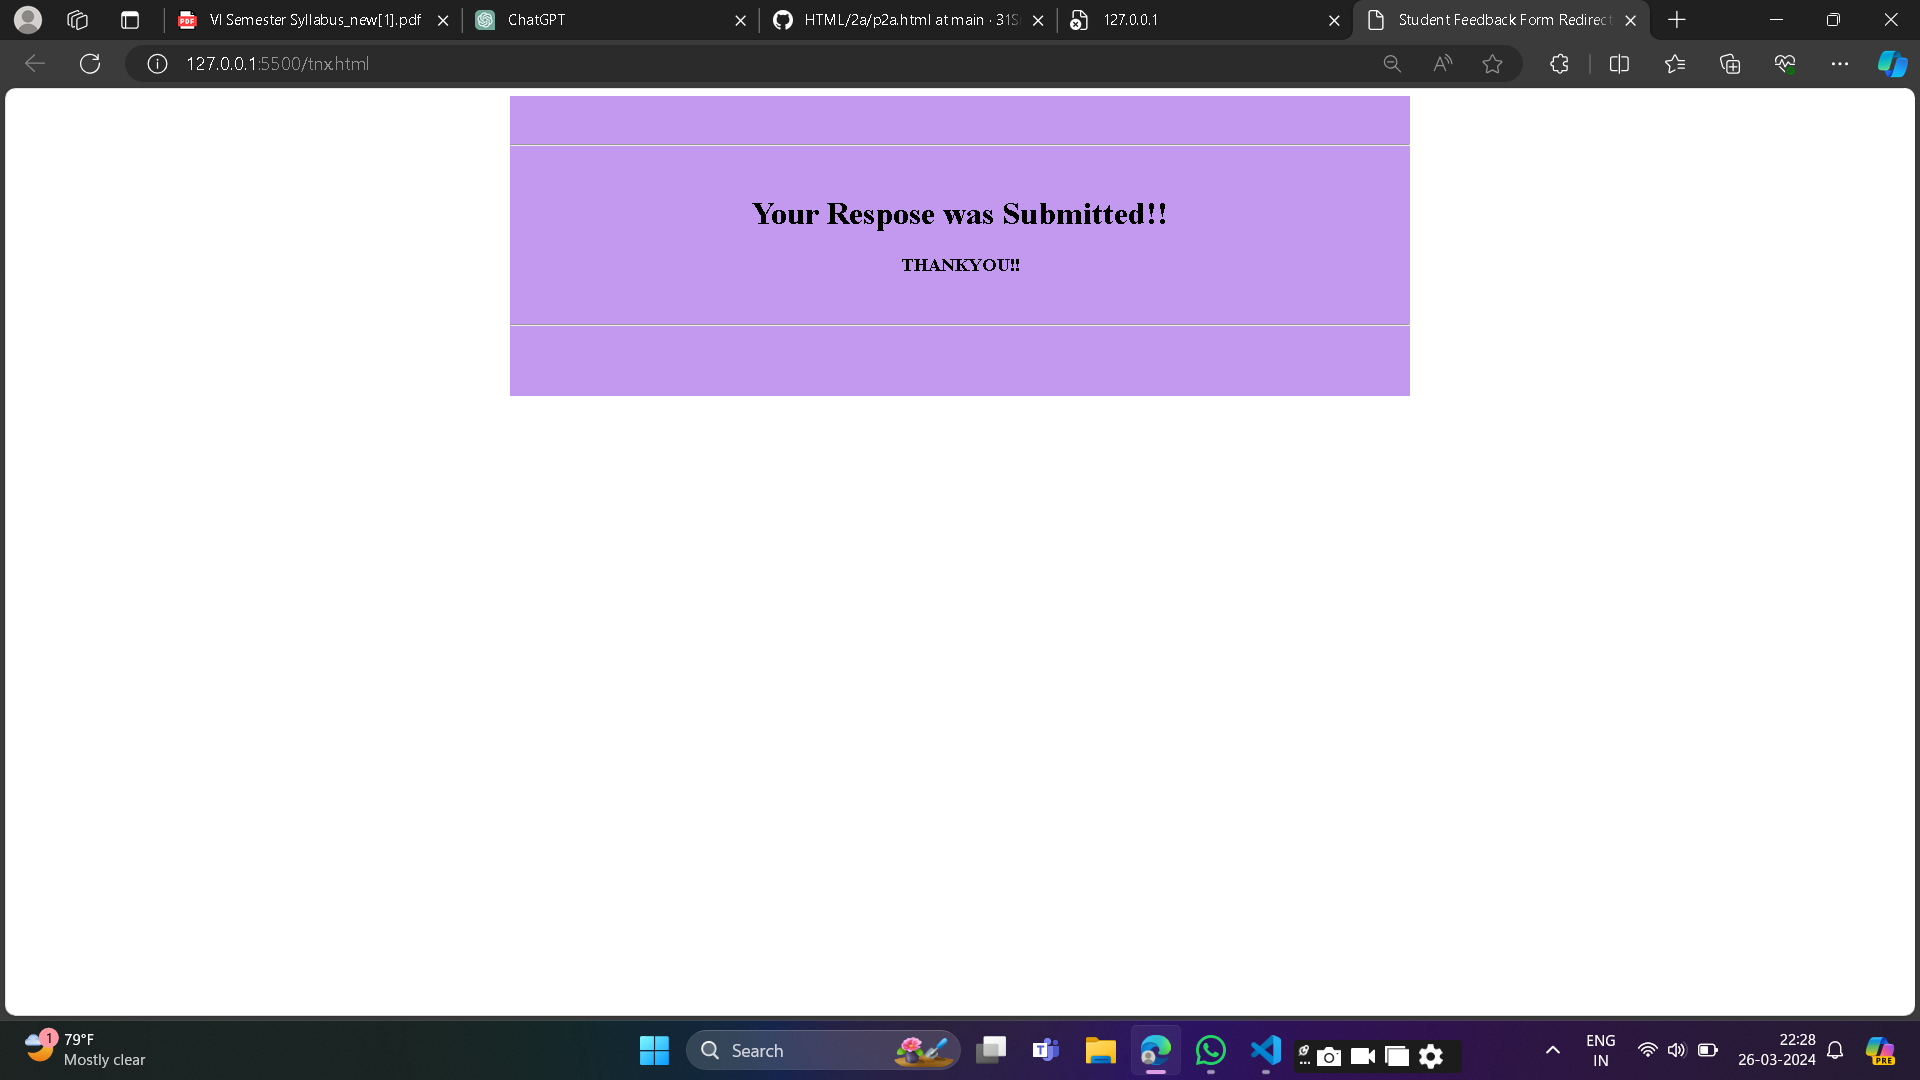 VI Semester Syllabus_new[1].pdf
ChatGPT
HTML/2a/p2a.html at main · 31S
127.0.0.1
Student Feedback Form Redirect
127.0.0.1:5500/tnx.html
Your Respose was Submitted!!
THANKYOU!!
1
79°F
Mostly clear
Search
ENG
IN
22:28
26-03-2024
PRE